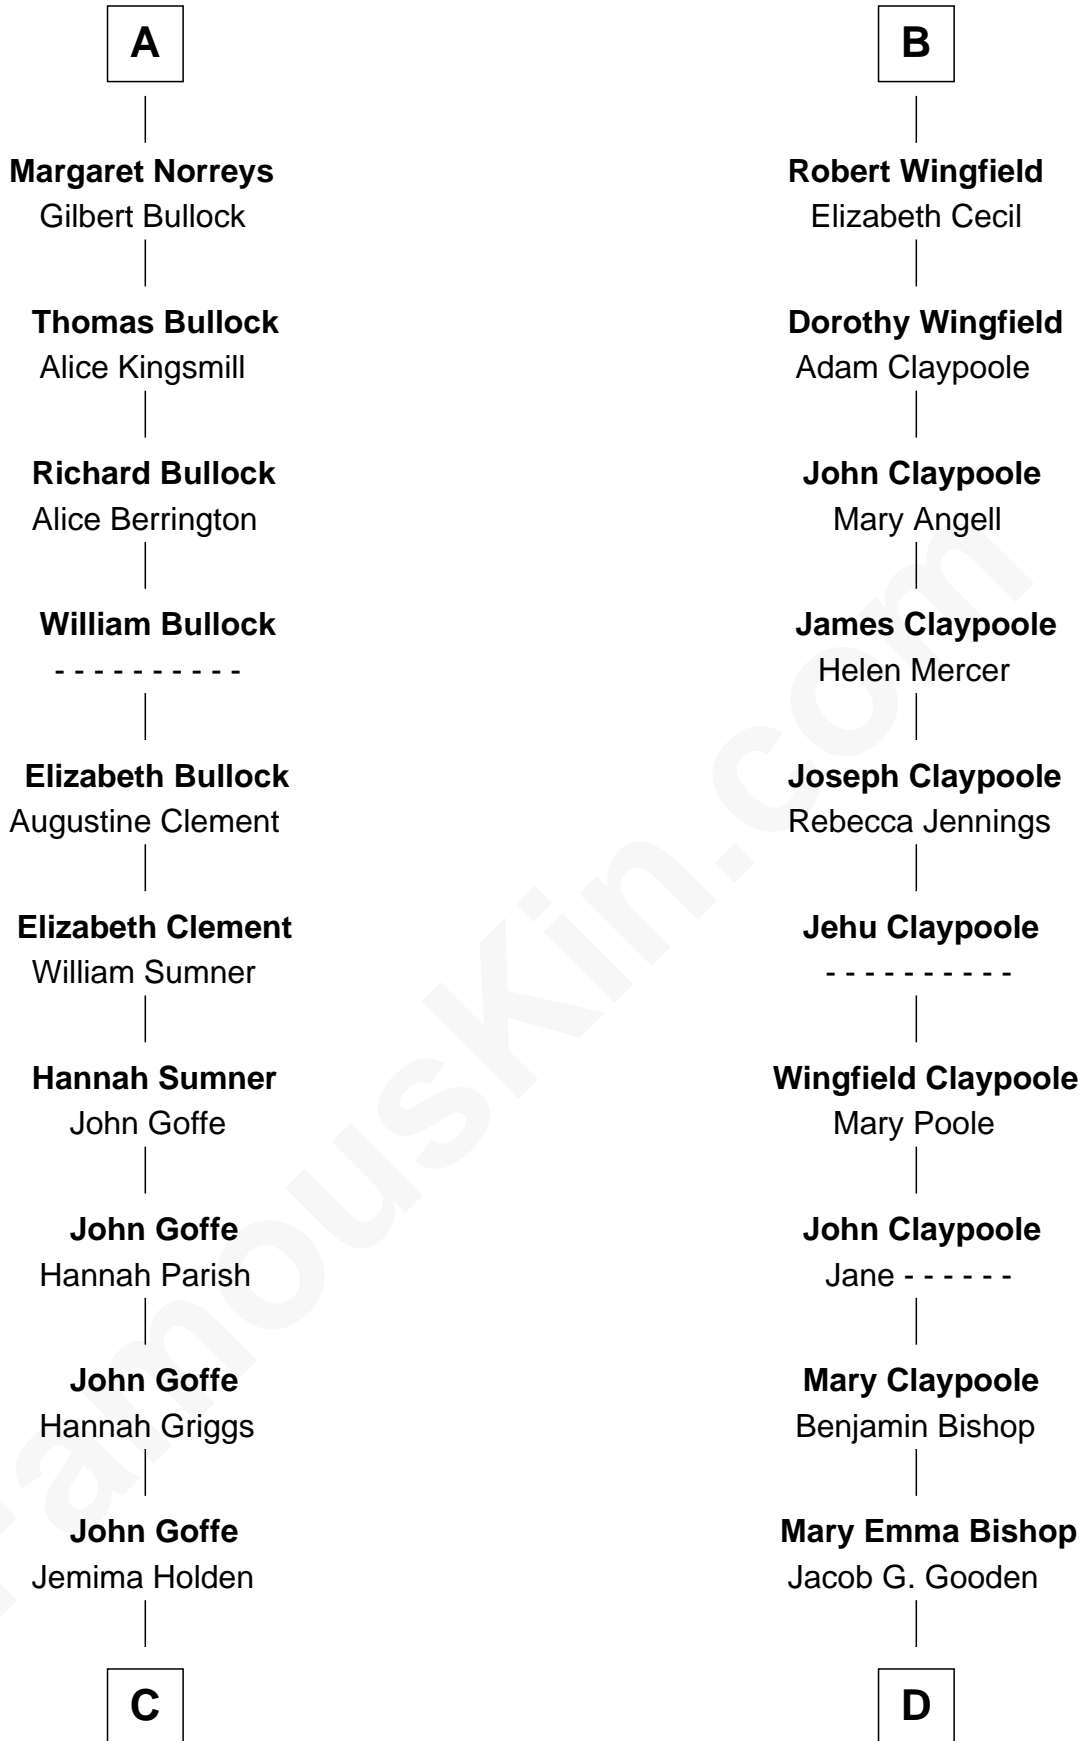 A
Margaret Norreys
Gilbert Bullock
Thomas Bullock
Alice Kingsmill
Richard Bullock
Alice Berrington
William Bullock
- - - - - - - - - -
Elizabeth Bullock
Augustine Clement
Elizabeth Clement
William Sumner
Hannah Sumner
John Goffe
John Goffe
Hannah Parish
John Goffe
Hannah Griggs
John Goffe
Jemima Holden
C
B
Robert Wingfield
Elizabeth Cecil
Dorothy Wingfield
Adam Claypoole
John Claypoole
Mary Angell
James Claypoole
Helen Mercer
Joseph Claypoole
Rebecca Jennings
Jehu Claypoole
- - - - - - - - - -
Wingfield Claypoole
Mary Poole
John Claypoole
Jane - - - - - -
Mary Claypoole
Benjamin Bishop
Mary Emma Bishop
Jacob G. Gooden
D
FamousKin.com